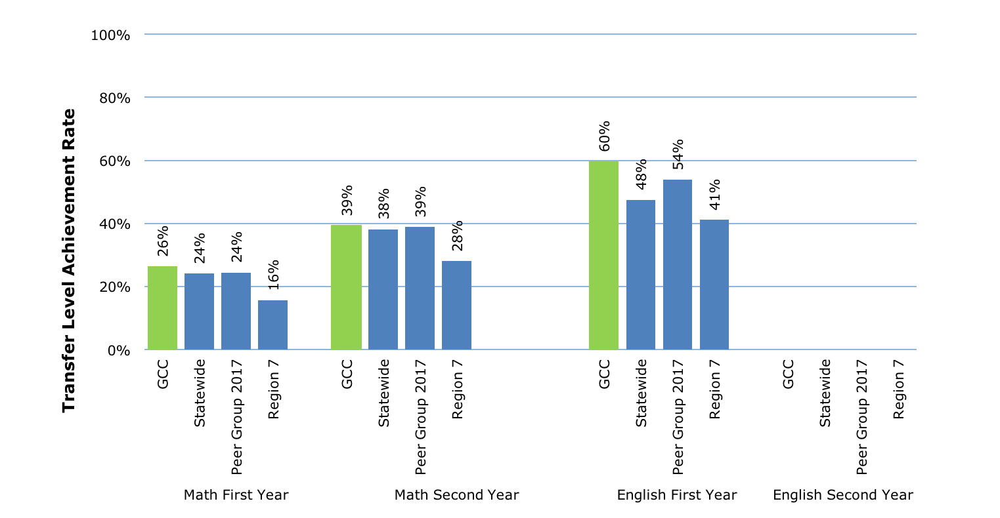 Transfer Level Achievement Rate
100%
80%
60%
40%
20%
0%
26%
24%
24%
16%
39%
38%
39%
28%
60%
48%
54%
41%
GCC
Statewide
Peer Group 2017
Region 7
GCC
Statewide
Peer Group 2017
Region 7
GCC
Statewide
Peer Group 2017
Region 7
GCC
Statewide
Peer Group 2017
Region 7
Math First Year
Math Second Year
English First Year
English Second Year